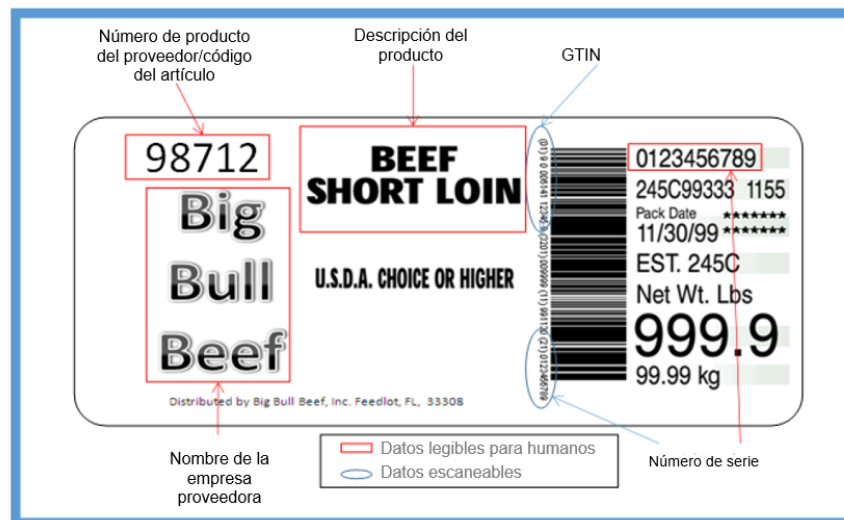 Número de producto
del proveedor/código
del artículo
Descripción del
producto
GTIN
98712
Big
Bull
Beef
BEEF
SHORT LOIN
U.S.D.A. CHOICE OR HIGHER
Distributed by Big Bull Beef, Inc. Feedlot, FL, 33308
(21) 0123456789
0123456789
245C99333 1155
Pack Date *******
11/30/99 *******
EST. 245C
Net Wt. Lbs
999.9
99.99 kg
Nombre de la
empresa
proveedora
Datos legibles para humanos
Datos escaneables
Número de serie